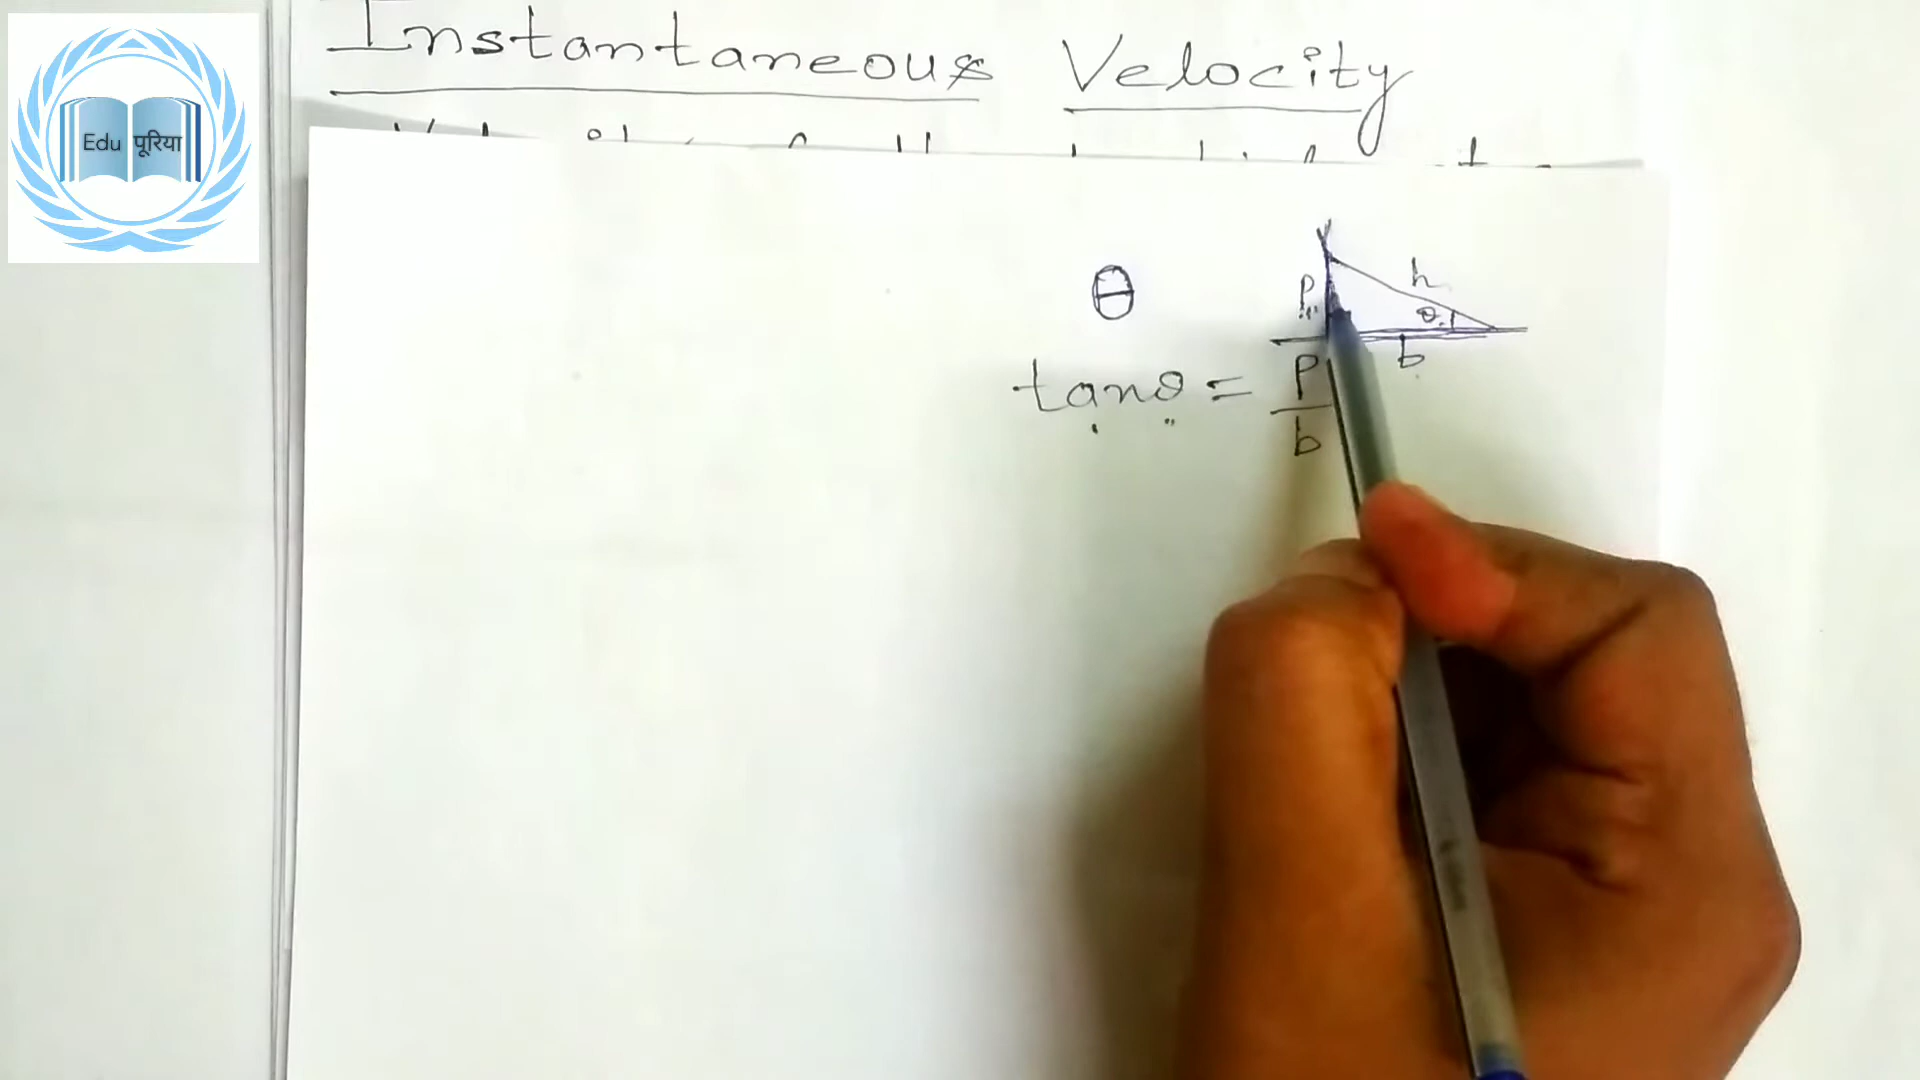 Instantaneous Velocity
Edu पूरिया
θ
p
h
θ
b
tanθ = p
b